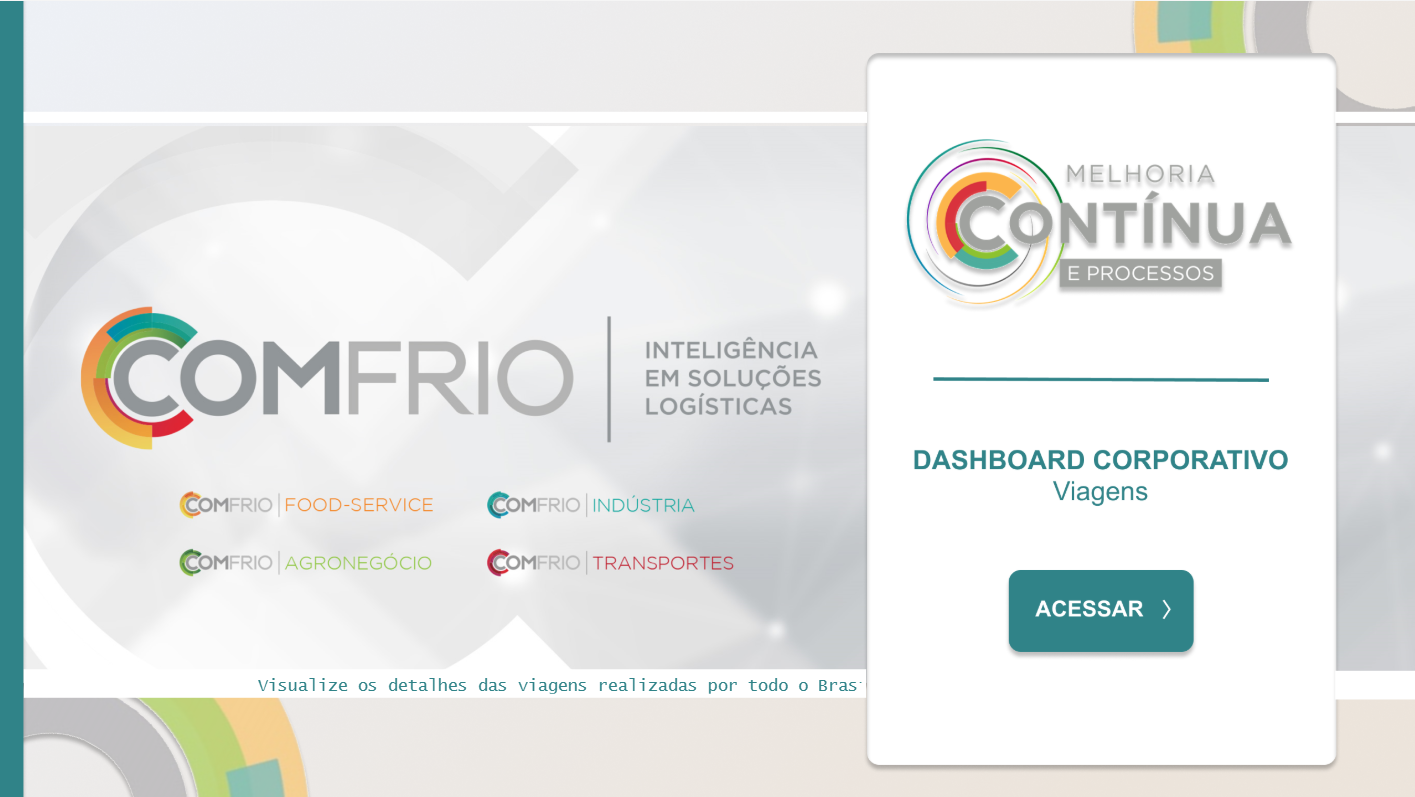 COMFRIO
INTELIGÊNCIA
EM SOLUÇÕES
LOGÍSTICAS
COMFRIO FOOD-SERVICE
COMFRIO INDÚSTRIA
COMFRIO AGRONEGÓCIO
COMFRIO TRANSPORTES
Visualize os detalhes das viagens realizadas por todo o
MELHORIA
CONTÍNUA
E PROCESSOS
DASHBOARD CORPORATIVO
Viagens
ACESSAR